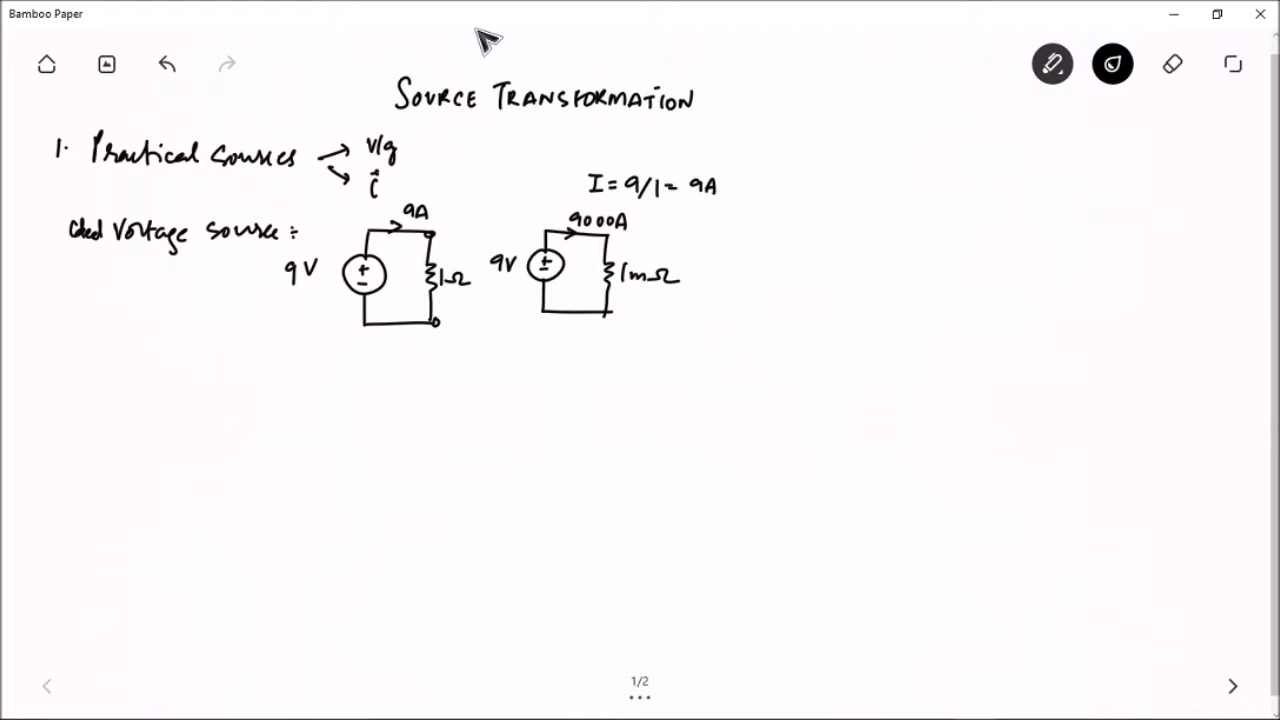 Bamboo Paper
SOURCE TRANSFORMATION
1. Practical sources → v/g
→ i
I = 9/1 = 9A
Ideal Voltage source ÷
9A
9000A
9V
+
-
1Ω
9V
+
-
1mΩ
1/2